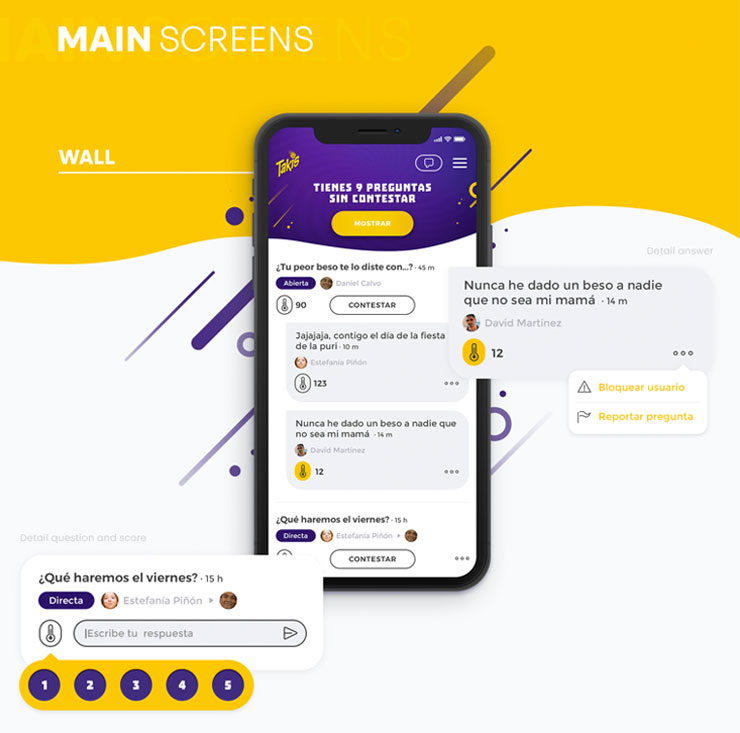 MAIN SCREENS
WALL
Takis
TIENES 9 PREGUNTAS
SIN CONTESTAR
MOSTRAR
¿Tu peor beso te lo diste con...? · 45 m
Abierta Daniel Calvo
90 CONTESTAR
Jajajaja, contigo el día de la fiesta
de la puri · 10 m
Estefanía Piñón
123
Nunca he dado un beso a nadie que
no sea mi mamá · 14 m
David Martinez
12
¿Qué haremos el viernes? · 15 h
Directa Estefanía Piñón
CONTESTAR
Detail answer
Nunca he dado un beso a nadie
que no sea mi mamá · 14 m
David Martinez
12
Bloquear usuario
Reportar pregunta
Detail question and score
¿Qué haremos el viernes? · 15 h
Directa Estefanía Piñón
Escribe tu respuesta
1 2 3 4 5